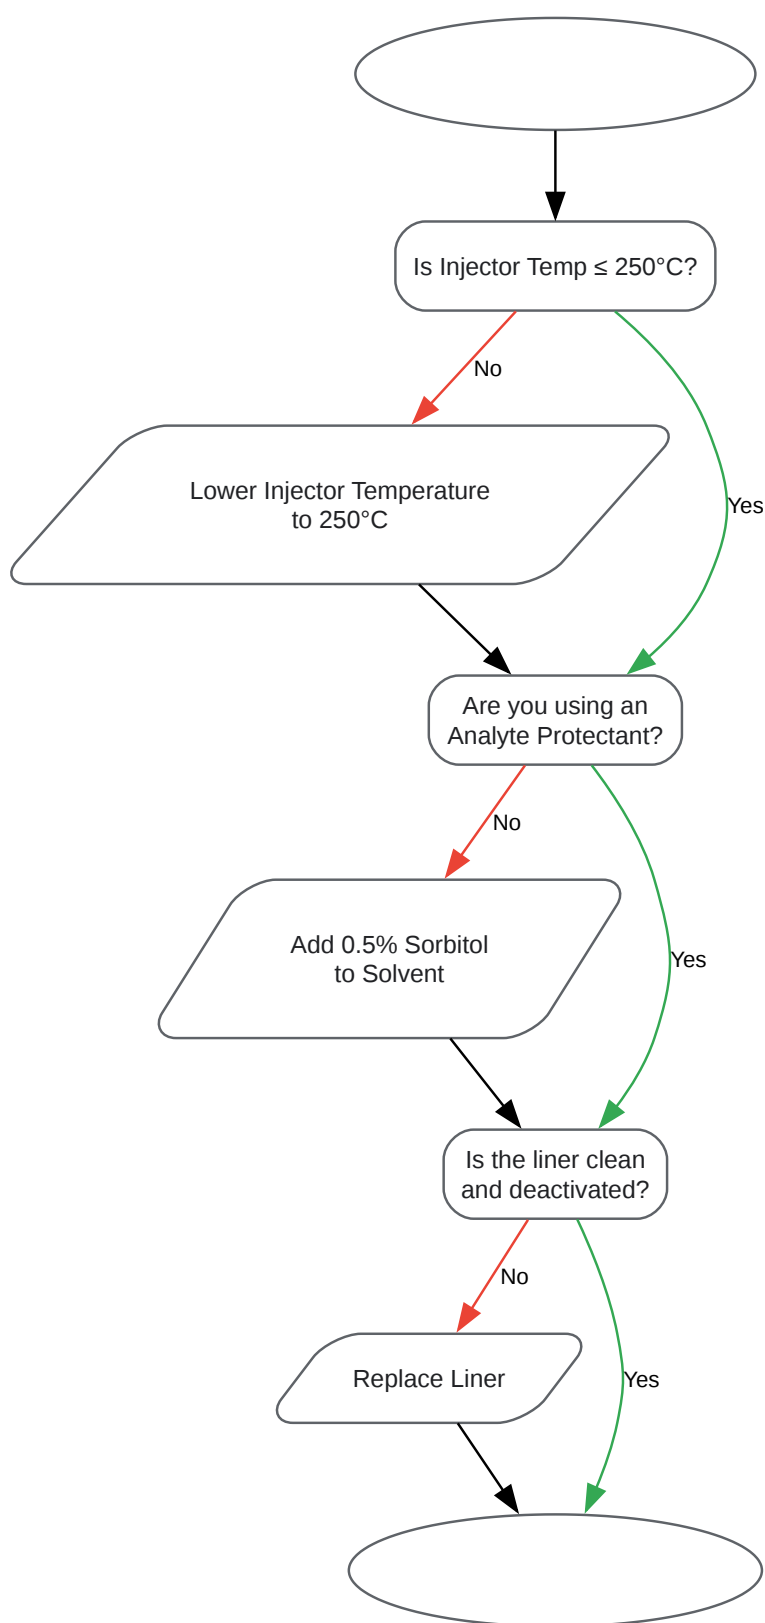 Is Injector Temp ≤ 250°C?
No
Lower Injector Temperature
to 250°C
Yes
Are you using an
Analyte Protectant?
No
Add 0.5% Sorbitol
to Solvent
Yes
Is the liner clean
and deactivated?
No
Replace Liner
Yes